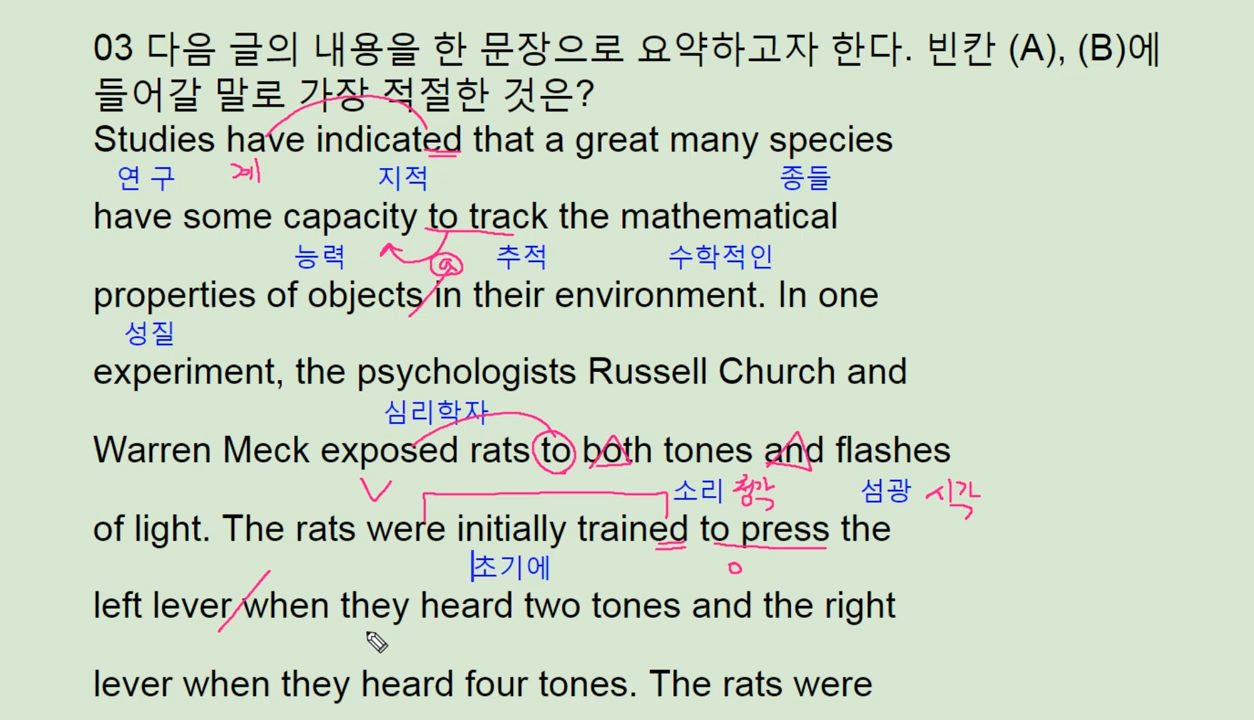 03 다음 글의 내용을 한 문장으로 요약하고자 한다. 빈칸 (A), (B)에
들어갈 말로 가장 적절한 것은?
Studies have indicated that a great many species
연 구 지적 종들
have some capacity to track the mathematical
능력 추적 수학적인
properties of objects in their environment. In one
성질
experiment, the psychologists Russell Church and
심리학자
Warren Meck exposed rats to both tones and flashes
소리 청각 섬광 시각
of light. The rats were initially trained to press the
초기에
left lever when they heard two tones and the right
lever when they heard four tones. The rats were